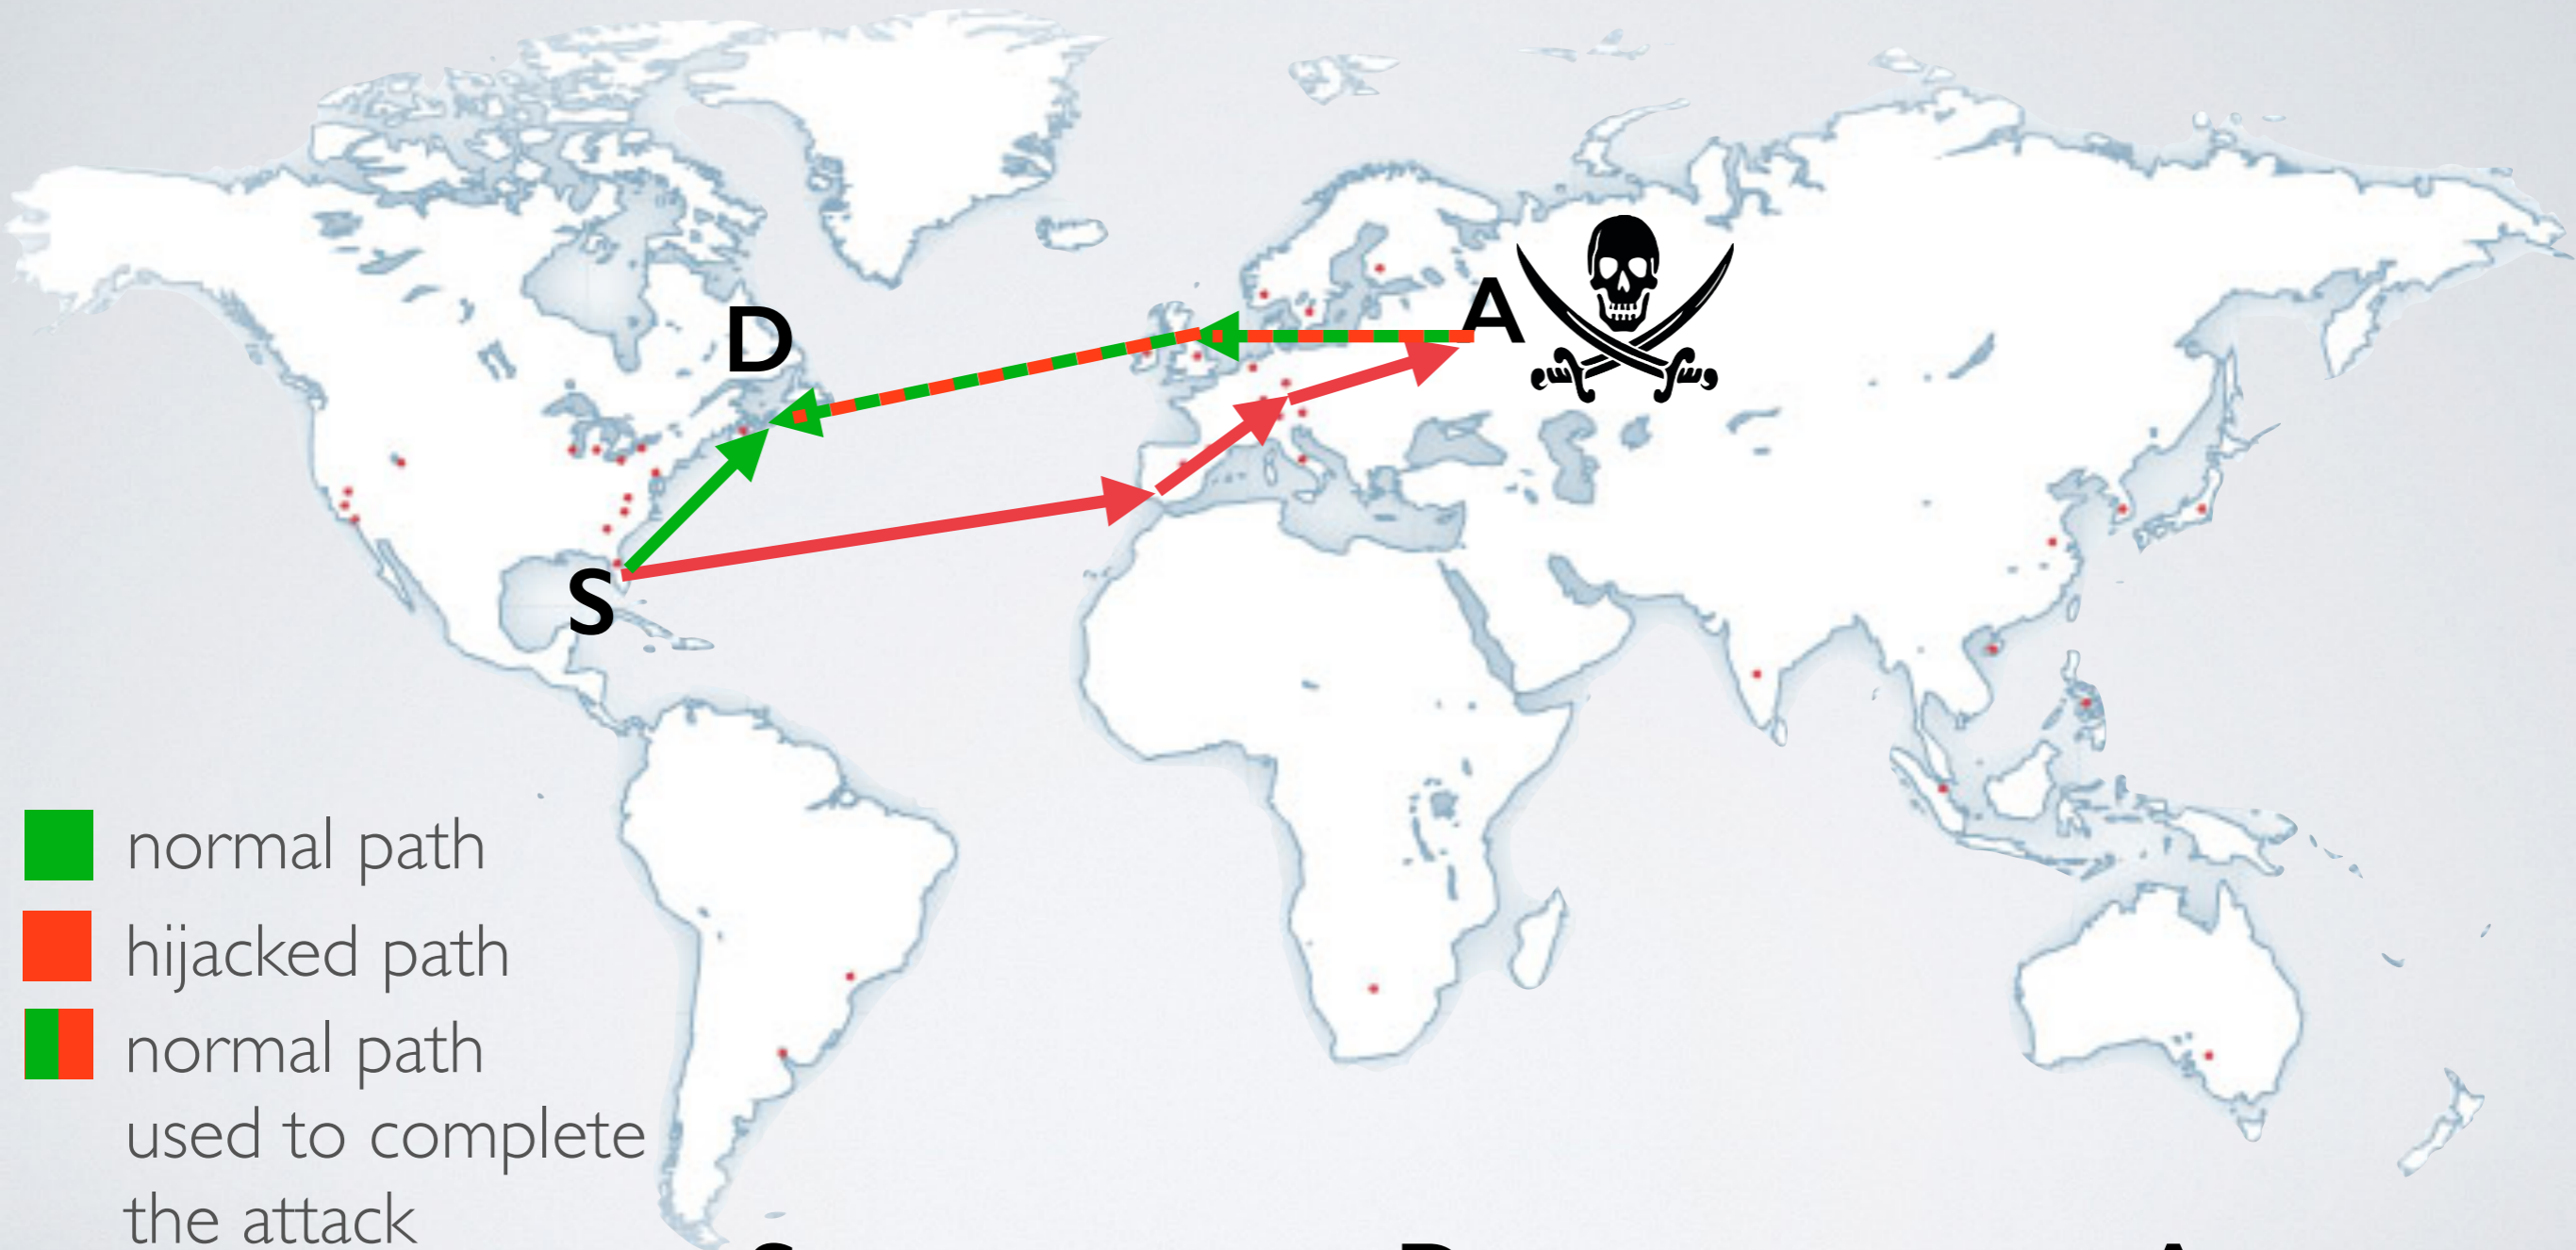 D
A
S
normal path
hijacked path
normal path
used to complete
the attack